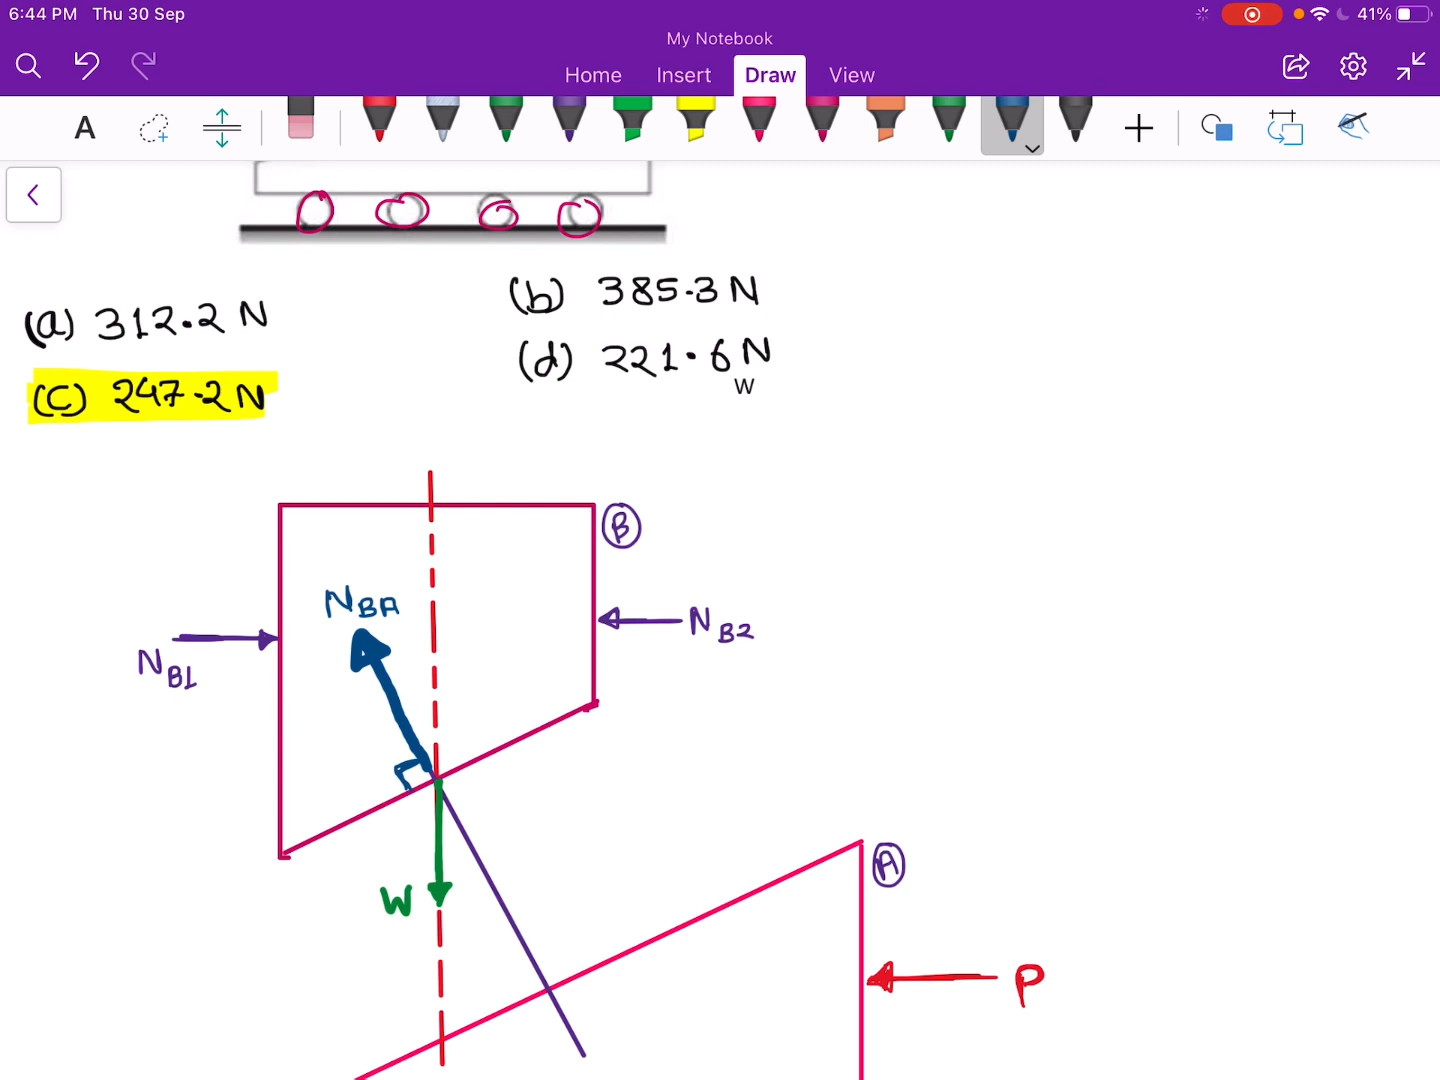 6:44 PM Thu 30 Sep
41%
My Notebook
Home Insert Draw View
A
(a) 312.2 N
(b) 385.3 N
(c) 247.2 N
(d) 221.6 N
W
B
NBA
NB1
NB2
W
A
P